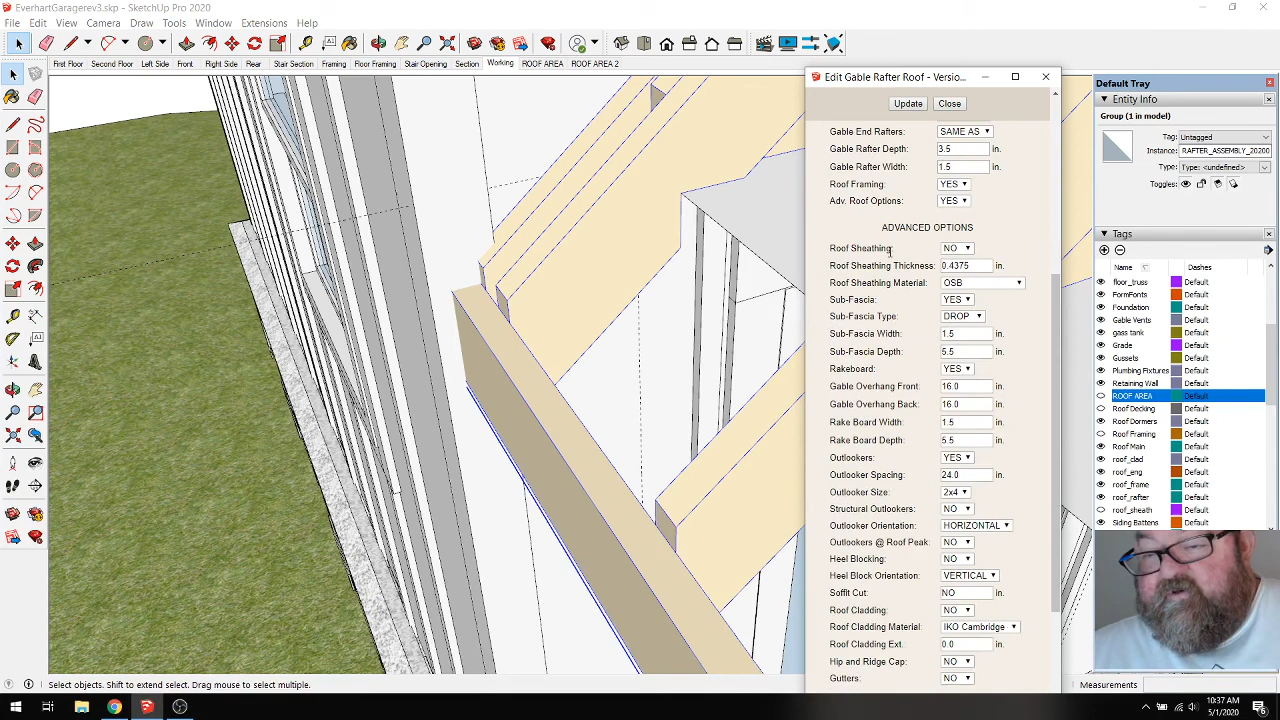 EverhartGaragerev3.skp - SketchUp Pro 2020
File Edit View Camera Draw Tools Window Extensions Help
First Floor Second Floor Left Side Front Right Side Rear Stair Section Framing Floor Framing Stair Opening Section Working ROOF AREA ROOF AREA 2
Edit Gable Rafter Roof - Versio...
Update Close
Gable End Rafters: SAME AS
Gable Rafter Depth: 3.5 in.
Gable Rafter Width: 1.5 in.
Roof Framing: YES
Adv. Roof Options: YES
ADVANCED OPTIONS
Roof Sheathing: NO
Roof Sheathing Thickness: 0.4375 in.
Roof Sheathing Material: OSB
Sub-Fascia: YES
Sub-Fascia Type: DROP
Sub-Fascia Width: 1.5 in.
Sub-Fascia Depth: 5.5 in.
Rakeboard: YES
Gable Overhang Front: 16.0 in.
Gable Overhang Back: 16.0 in.
Rake Board Width: 1.5 in.
Rake Board Depth: 5.5 in.
Outlookers: YES
Outlooker Spacing: 24.0 in.
Outlooker Size: 2x4
Structural Outlookers: NO
Outlooker Orientation: HORIZONTAL
Outlookers @ Roof Peak: NO
Heel Blocking: NO
Heel Block Orientation: VERTICAL
Soffit Cut: NO in.
Roof Cladding: NO
Roof Cladding Material: IKO Cambridge
Roof Cladding Ext: 0.0 in.
Hip and Ridge Cap: NO
Gutters: NO
Default Tray
Entity Info
Group (1 in model)
Tag: Untagged
Instance: RAFTER_ASSEMBLY_20200
Type: Type: <undefined>
Toggles:
Tags
Name Dashes
floor_truss Default
FormFonts Default
Foundation Default
Gable Vents Default
gass tank Default
Grade Default
Gussets Default
Plumbing Fixtures Default
Retaining Wall Default
ROOF AREA Default
Roof Decking Default
Roof Dormers Default
Roof Framing Default
Roof Main Default
roof_clad Default
roof_eng Default
roof_frame Default
roof_rafter Default
roof_sheath Default
Siding Battens Default
Select objects. Shift to extend select. Drag mouse to select multiple.
Measurements
10:37 AM
5/1/2020
6